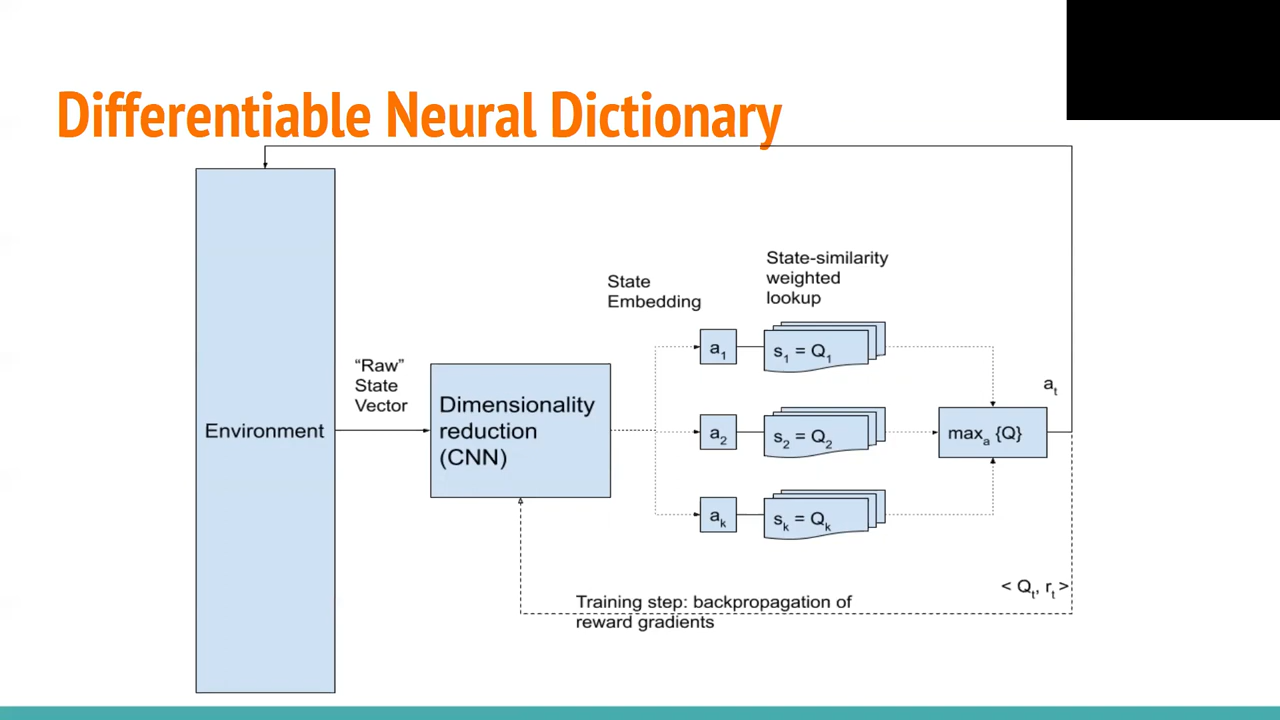 Differentiable Neural Dictionary
State-similarity
weighted
lookup
State
Embedding
"Raw"
State
Vector
Environment
Dimensionality
reduction
(CNN)
a₁
s₁ = Q₁
a₂
s₂ = Q₂
aₖ
sₖ = Qₖ
maxₐ {Q}
aₜ
< Qₜ, rₜ >
Training step: backpropagation of
reward gradients